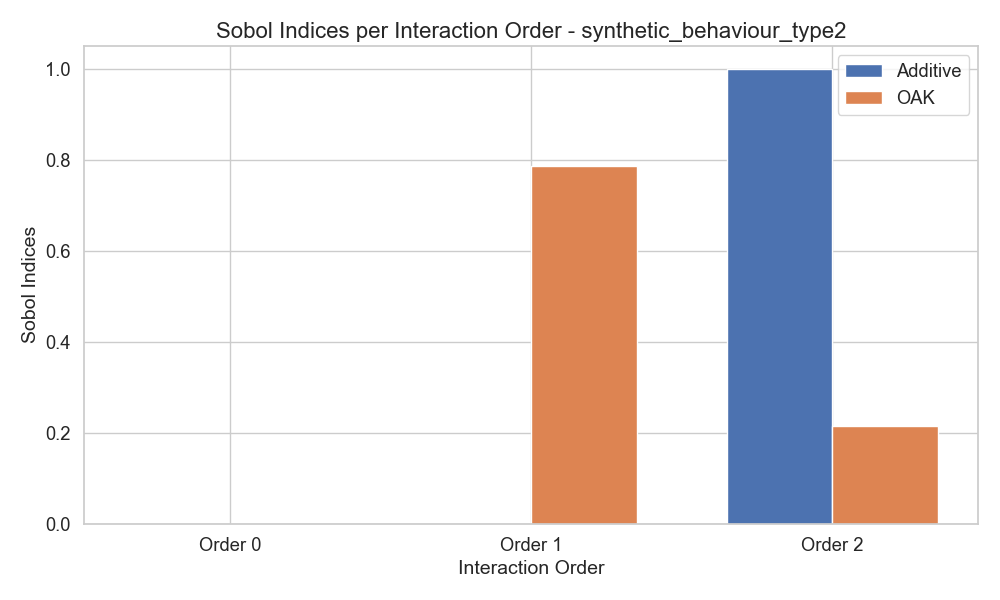 Sobol Indices per Interaction Order - synthetic_behaviour_type2
Additive
OAK
Sobol Indices
1.0
0.8
0.6
0.4
0.2
0.0
Order 0
Order 1
Order 2
Interaction Order